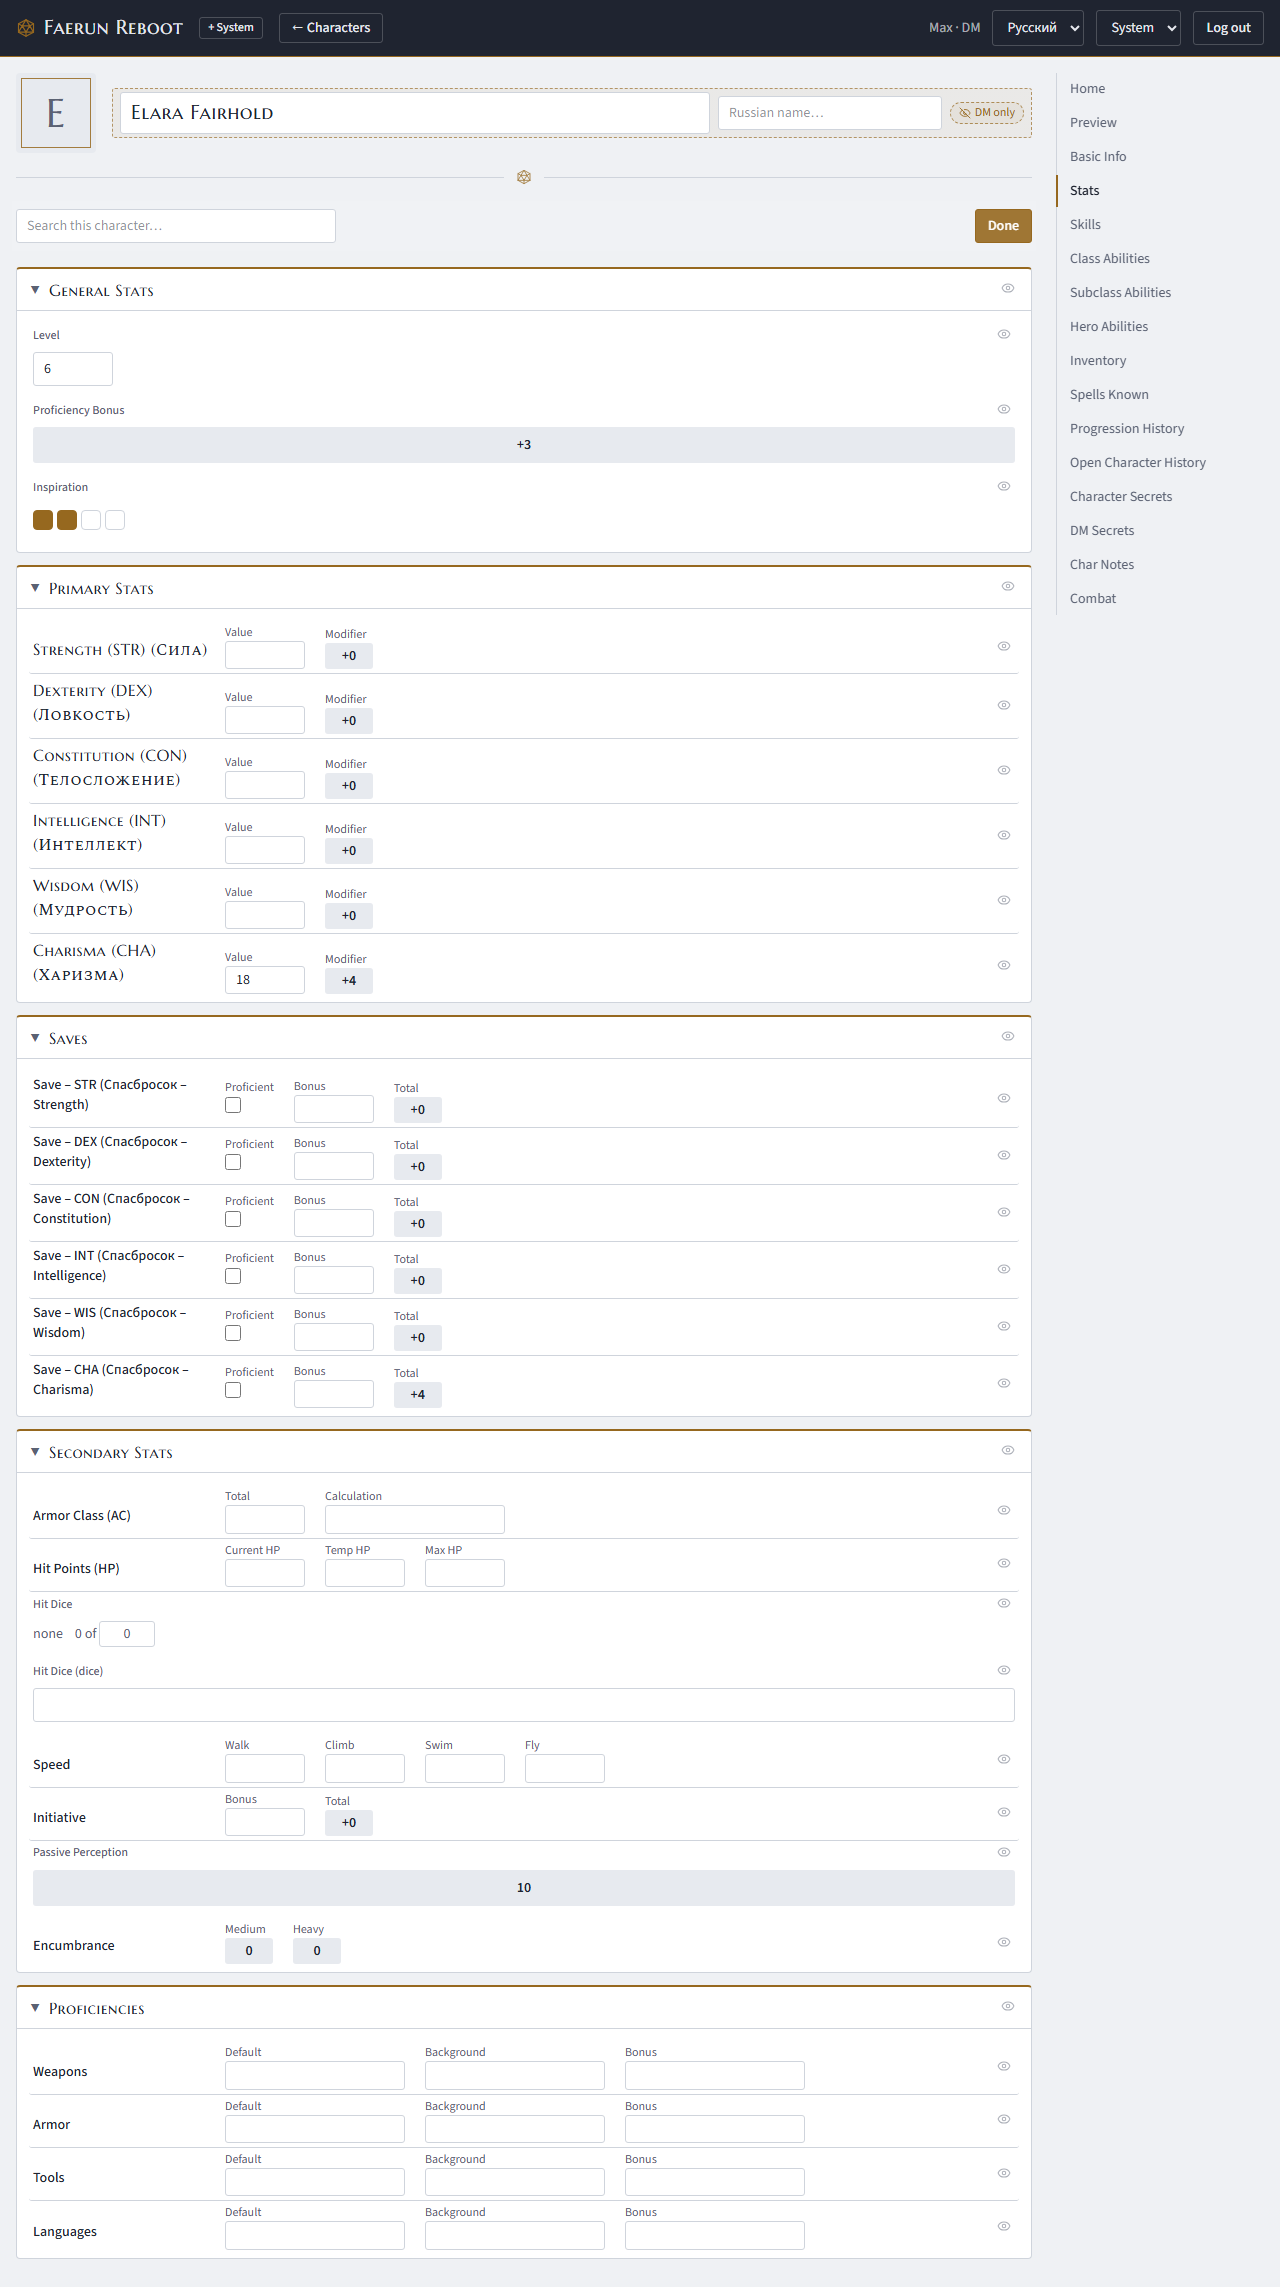 Faerun Reboot
+ System
← Characters
Max · DM
Русский
System
Log out
E
Elara Fairhold
Russian name…
DM only
Search this character…
Done
Home
Preview
Basic Info
Stats
Skills
Class Abilities
Subclass Abilities
Hero Abilities
Inventory
Spells Known
Progression History
Open Character History
Character Secrets
DM Secrets
Char Notes
Combat
▼ General Stats
Level
6
Proficiency Bonus
+3
Inspiration
▼ Primary Stats
Strength (STR) (Сила)
Value
Modifier
+0
Dexterity (DEX)
(Ловкость)
Value
Modifier
+0
Constitution (CON)
(Телосложение)
Value
Modifier
+0
Intelligence (INT)
(Интеллект)
Value
Modifier
+0
Wisdom (WIS)
(Мудрость)
Value
Modifier
+0
Charisma (CHA)
(Харизма)
Value
18
Modifier
+4
▼ Saves
Save – STR (Спасбросок –
Strength)
Proficient
Bonus
Total
+0
Save – DEX (Спасбросок –
Dexterity)
Proficient
Bonus
Total
+0
Save – CON (Спасбросок –
Constitution)
Proficient
Bonus
Total
+0
Save – INT (Спасбросок –
Intelligence)
Proficient
Bonus
Total
+0
Save – WIS (Спасбросок –
Wisdom)
Proficient
Bonus
Total
+0
Save – CHA (Спасбросок –
Charisma)
Proficient
Bonus
Total
+4
▼ Secondary Stats
Armor Class (AC)
Total
Calculation
Hit Points (HP)
Current HP
Temp HP
Max HP
Hit Dice
none 0 of 0
Hit Dice (dice)
Speed
Walk
Climb
Swim
Fly
Initiative
Bonus
Total
+0
Passive Perception
10
Encumbrance
Medium
0
Heavy
0
▼ Proficiencies
Weapons
Default
Background
Bonus
Armor
Default
Background
Bonus
Tools
Default
Background
Bonus
Languages
Default
Background
Bonus